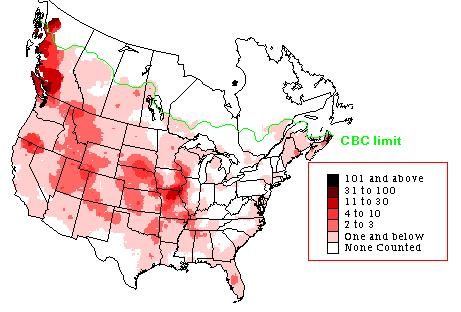 CBC limit
101 and above
31 to 100
11 to 30
4 to 10
2 to 3
One and below
None Counted